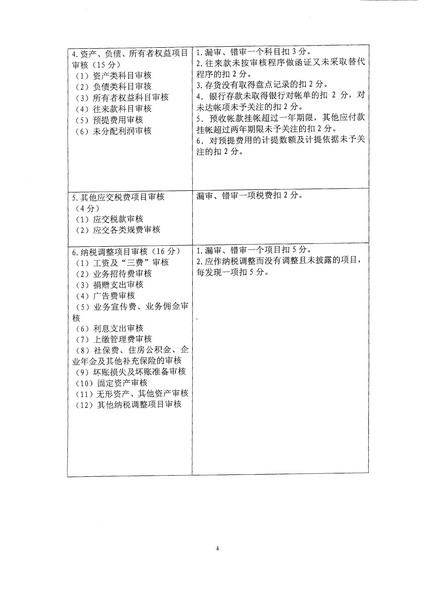 4.资产、负债、所有者权益项目
审核（15分）
（1）资产类科目审核
（2）负债类科目审核
（3）所有者权益科目审核
（4）往来款科目审核
（5）预提费用审核
（6）未分配利润审核
1.漏审、错审一个科目扣3分。
2.往来款未按审核程序做函证又未采取替代
程序的扣2分。
3.存货没有取得盘点记录的扣2分。
4．银行存款未取得银行对帐单的扣2分，对
未达帐项未予关注的扣2分。
5．预收帐款挂帐超过一年期限，其他应付款
挂帐超过两年期限未予关注的扣2分。
6．对预提费用的计提数额及计提依据未予关
注的扣2分。
5.其他应交税费项目审核
（4分）
（1）应交税款审核
（2）应交各类规费审核
漏审、错审一项税费扣2分。
6.纳税调整项目审核（16分）
（1）工资及“三费”审核
（2）业务招待费审核
（3）捐赠支出审核
（4）广告费审核
（5）业务宣传费、业务佣金审
核
（6）利息支出审核
（7）上缴管理费审核
（8）社保费、住房公积金、企
业年金及其他补充保险的审核
（9）坏账损失及坏账准备审核
（10）固定资产审核
（11）无形资产、其他资产审核
（12）其他纳税调整项目审核
1.漏审、错审一个项目扣5分。
2.应作纳税调整而没有调整且未披露的项目，
每发现一项扣5分。
4